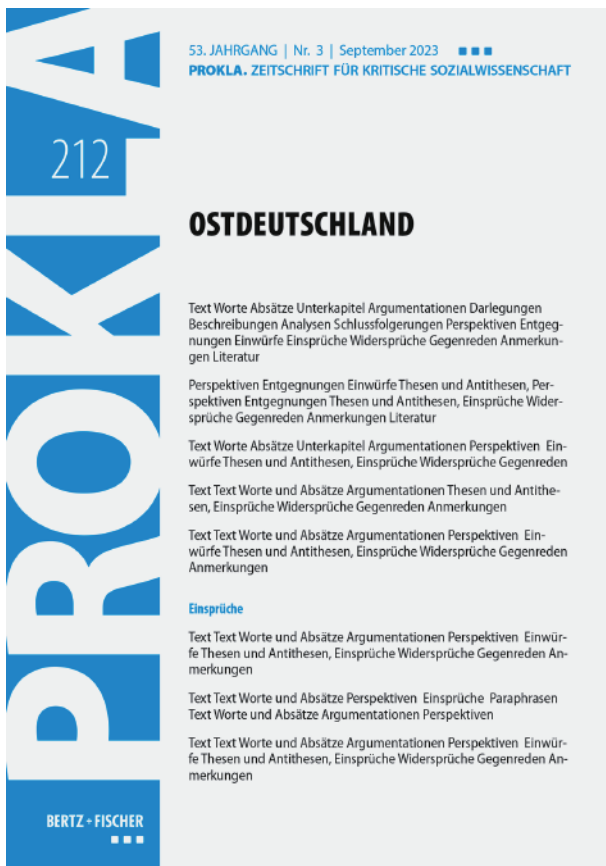 53. JAHRGANG | Nr. 3 | September 2023
PROKLA. ZEITSCHRIFT FÜR KRITISCHE SOZIALWISSENSCHAFT
PROKLA
212
OSTDEUTSCHLAND
Text Worte Absätze Unterkapitel Argumentationen Darlegungen
Beschreibungen Analysen Schlussfolgerungen Perspektiven Entgeg-
nungen Einwürfe Einsprüche Widersprüche Gegenreden Anmerkun-
gen Literatur
Perspektiven Entgegnungen Einwürfe Thesen und Antithesen, Per-
spektiven Entgegnungen Thesen und Antithesen, Einsprüche Wider-
sprüche Gegenreden Anmerkungen Literatur
Text Worte Absätze Unterkapitel Argumentationen Perspektiven Ein-
würfe Thesen und Antithesen, Einsprüche Widersprüche Gegenreden
Text Text Worte und Absätze Argumentationen Thesen und Antithe-
sen, Einsprüche Widersprüche Gegenreden Anmerkungen
Text Text Worte und Absätze Argumentationen Perspektiven Ein-
würfe Thesen und Antithesen, Einsprüche Widersprüche Gegenreden
Anmerkungen
Einsprüche
Text Text Worte und Absätze Argumentationen Perspektiven Einwür-
fe Thesen und Antithesen, Einsprüche Widersprüche Gegenreden An-
merkungen
Text Text Worte und Absätze Perspektiven Einsprüche Paraphrasen
Text Worte und Absätze Argumentationen Perspektiven
Text Text Worte und Absätze Argumentationen Perspektiven Einwür-
fe Thesen und Antithesen, Einsprüche Widersprüche Gegenreden An-
merkungen
BERTZ + FISCHER